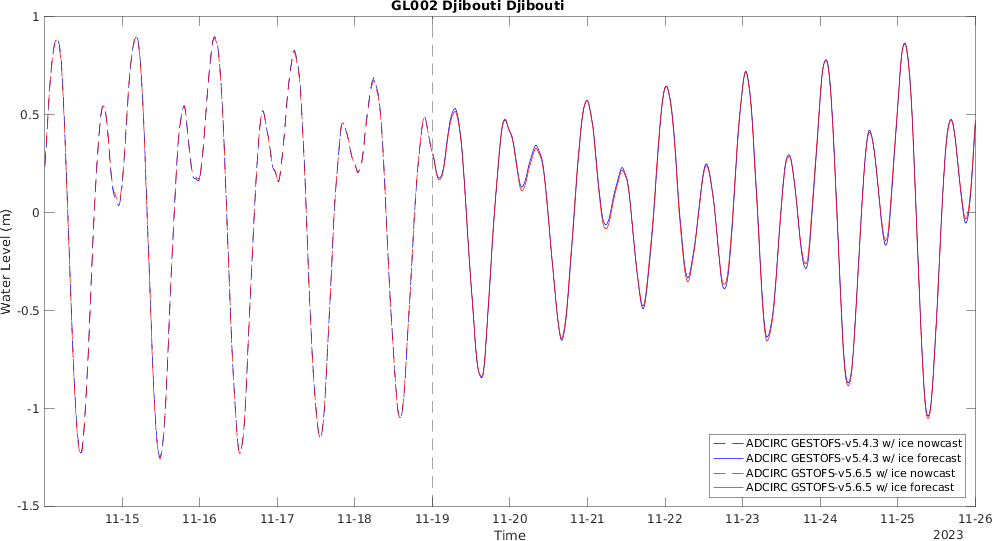 GL002 Djibouti Djibouti
1
0.5
0
-0.5
-1
-1.5
Water Level (m)
11-15 11-16 11-17 11-18 11-19 11-20 11-21 11-22 11-23 11-24 11-25 11-26
Time
2023
ADCIRC GESTOFS-v5.4.3 w/ ice nowcast
ADCIRC GESTOFS-v5.4.3 w/ ice forecast
ADCIRC GSTOFS-v5.6.5 w/ ice nowcast
ADCIRC GSTOFS-v5.6.5 w/ ice forecast